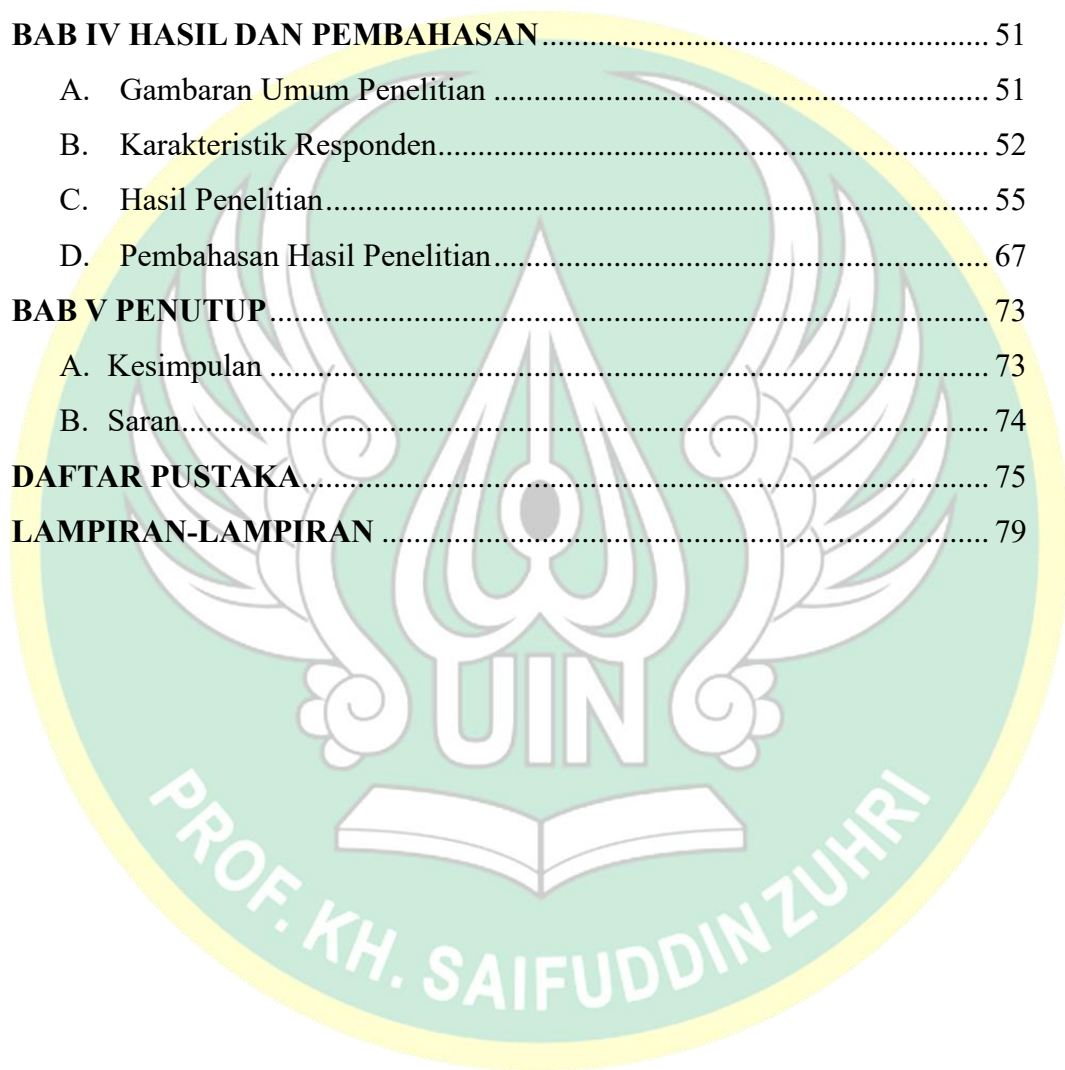 BAB IV HASIL DAN PEMBAHASAN.................................................. 51
A. Gambaran Umum Penelitian .................................................. 51
B. Karakteristik Responden.................................................. 52
C. Hasil Penelitian.................................................. 55
D. Pembahasan Hasil Penelitian.................................................. 67
BAB V PENUTUP.................................................. 73
A. Kesimpulan .................................................. 73
B. Saran.................................................. 74
DAFTAR PUSTAKA.................................................. 75
LAMPIRAN-LAMPIRAN .................................................. 79
UIN
PROF. KH. SAIFUDDIN ZUHRI